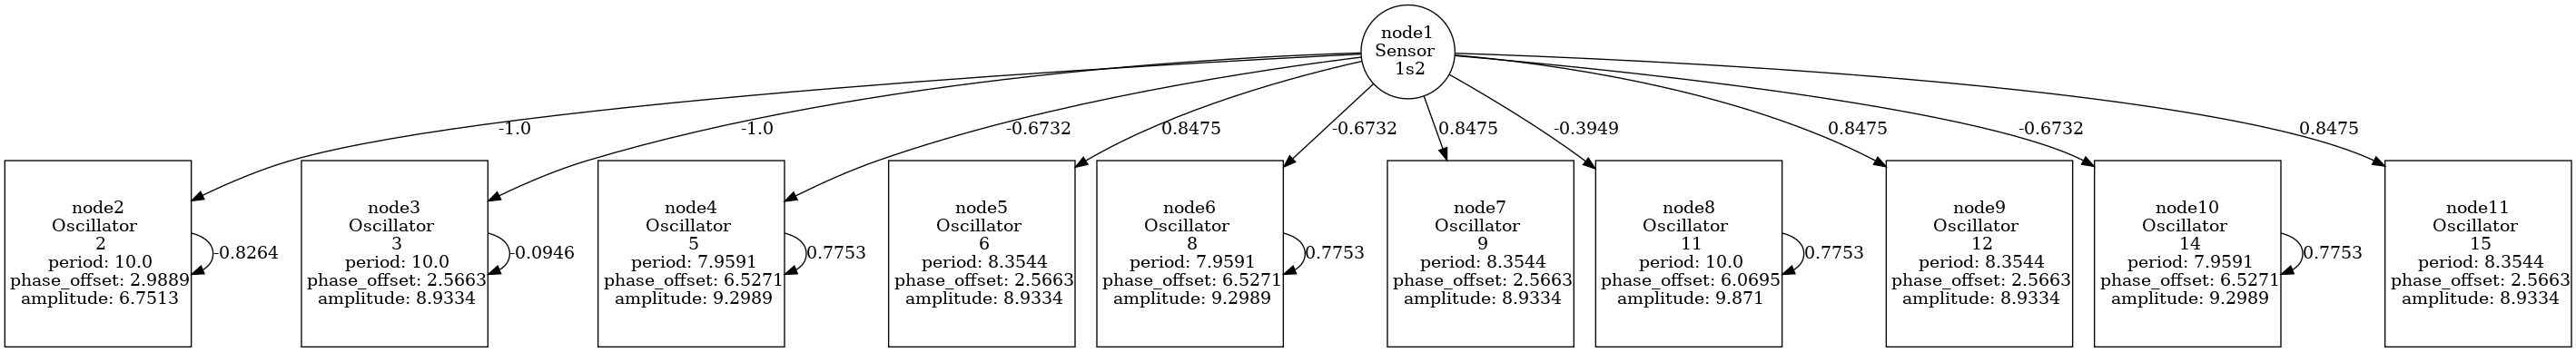 node1
Sensor
1s2
-1.0
-1.0
-0.6732
0.8475
-0.6732
0.8475
-0.3949
0.8475
-0.6732
0.8475
node2
Oscillator
2
period: 10.0
phase_offset: 2.9889
amplitude: 6.7513
-0.8264
node3
Oscillator
3
period: 10.0
phase_offset: 2.5663
amplitude: 8.9334
-0.0946
node4
Oscillator
5
period: 7.9591
phase_offset: 6.5271
amplitude: 9.2989
0.7753
node5
Oscillator
6
period: 8.3544
phase_offset: 2.5663
amplitude: 8.9334
node6
Oscillator
8
period: 7.9591
phase_offset: 6.5271
amplitude: 9.2989
0.7753
node7
Oscillator
9
period: 8.3544
phase_offset: 2.5663
amplitude: 8.9334
node8
Oscillator
11
period: 10.0
phase_offset: 6.0695
amplitude: 9.871
0.7753
node9
Oscillator
12
period: 8.3544
phase_offset: 2.5663
amplitude: 8.9334
node10
Oscillator
14
period: 7.9591
phase_offset: 6.5271
amplitude: 9.2989
0.7753
node11
Oscillator
15
period: 8.3544
phase_offset: 2.5663
amplitude: 8.9334